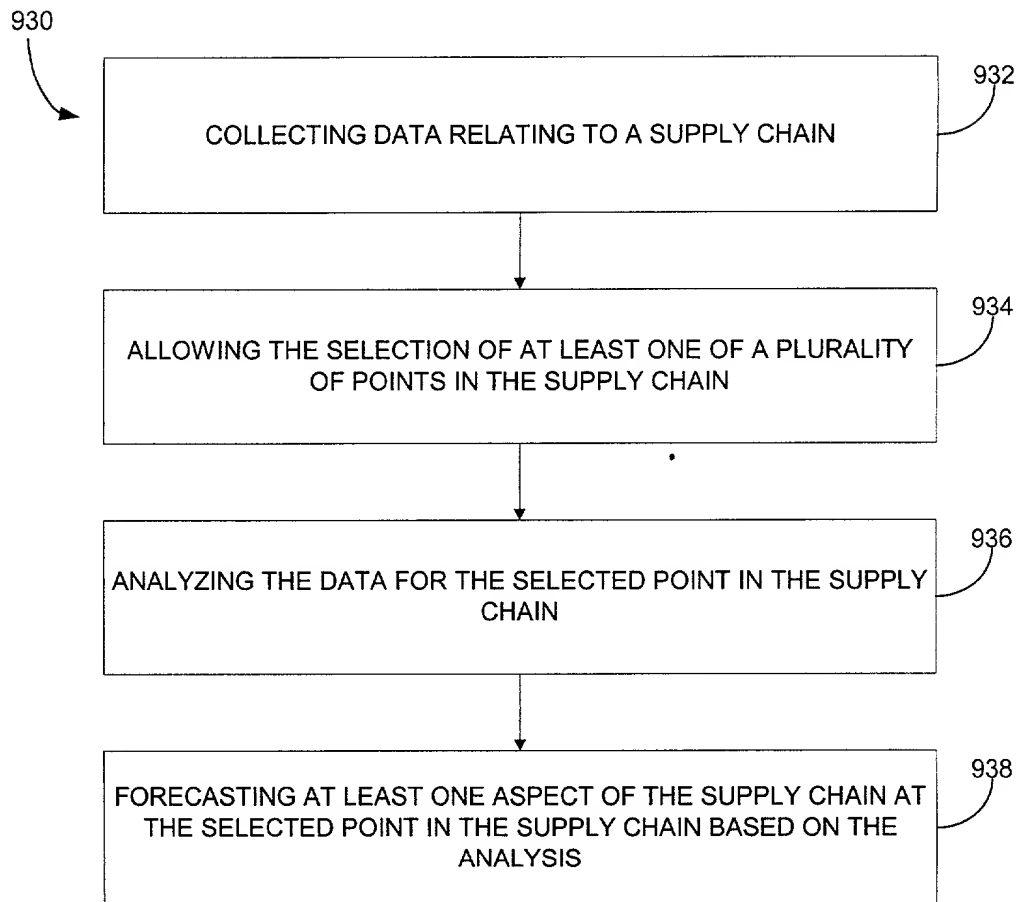 930
932
COLLECTING DATA RELATING TO A SUPPLY CHAIN
934
ALLOWING THE SELECTION OF AT LEAST ONE OF A PLURALITY
OF POINTS IN THE SUPPLY CHAIN
936
ANALYZING THE DATA FOR THE SELECTED POINT IN THE SUPPLY
CHAIN
938
FORECASTING AT LEAST ONE ASPECT OF THE SUPPLY CHAIN AT
THE SELECTED POINT IN THE SUPPLY CHAIN BASED ON THE
ANALYSIS